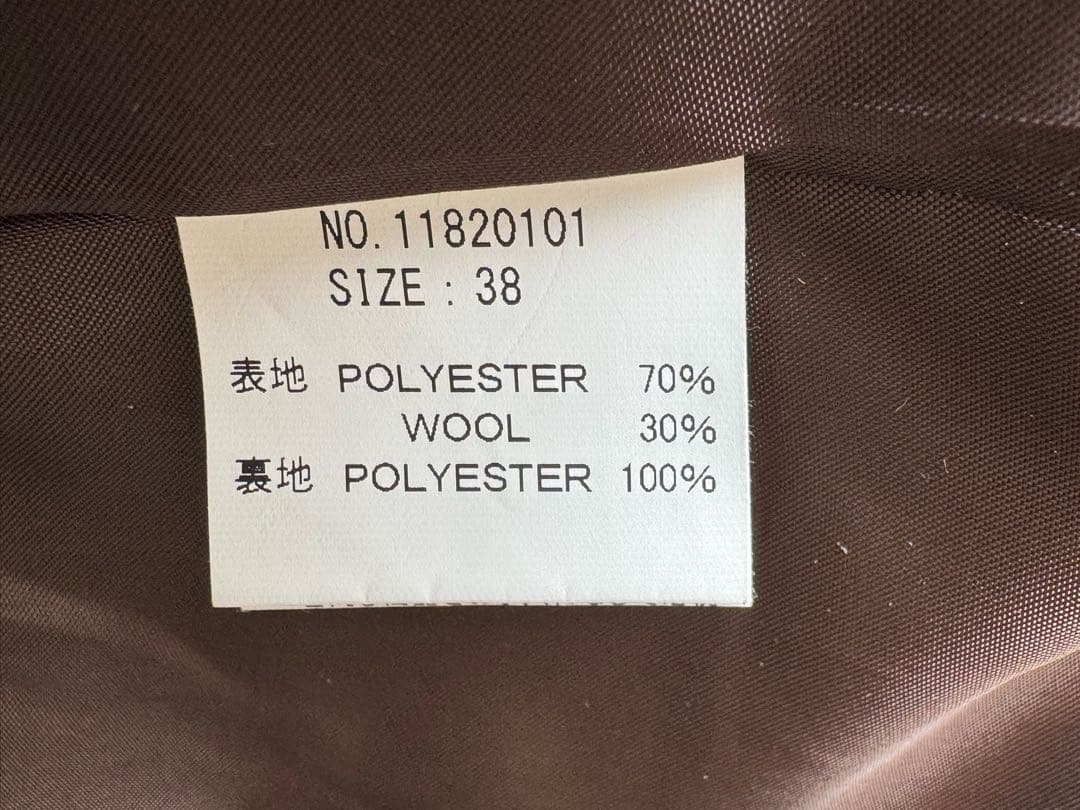 NO.11820101
SIZE : 38
表地 POLYESTER 70%
WOOL 30%
裏地 POLYESTER 100%